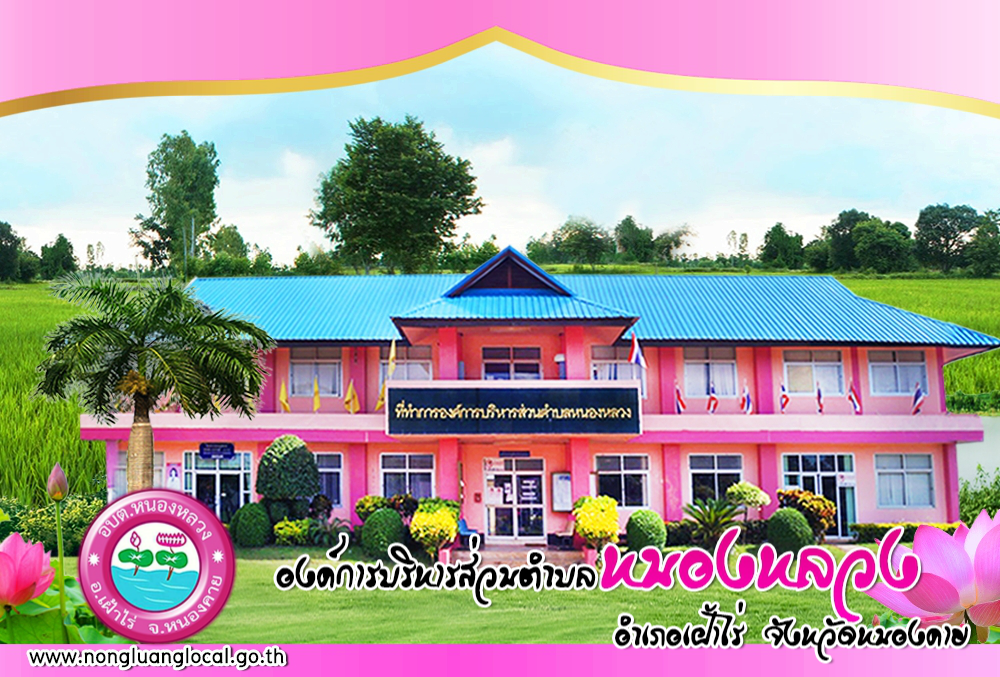 ที่ทำการองค์การบริหารส่วนตำบลหนองหลวง
อบต.หนองหลวง
อ.เฝ้าไร่ จ.หนองคาย
องค์การบริหารส่วนตำบลหนองหลวง
อำเภอเฝ้าไร่ จังหวัดหนองคาย
www.nongluanglocal.go.th